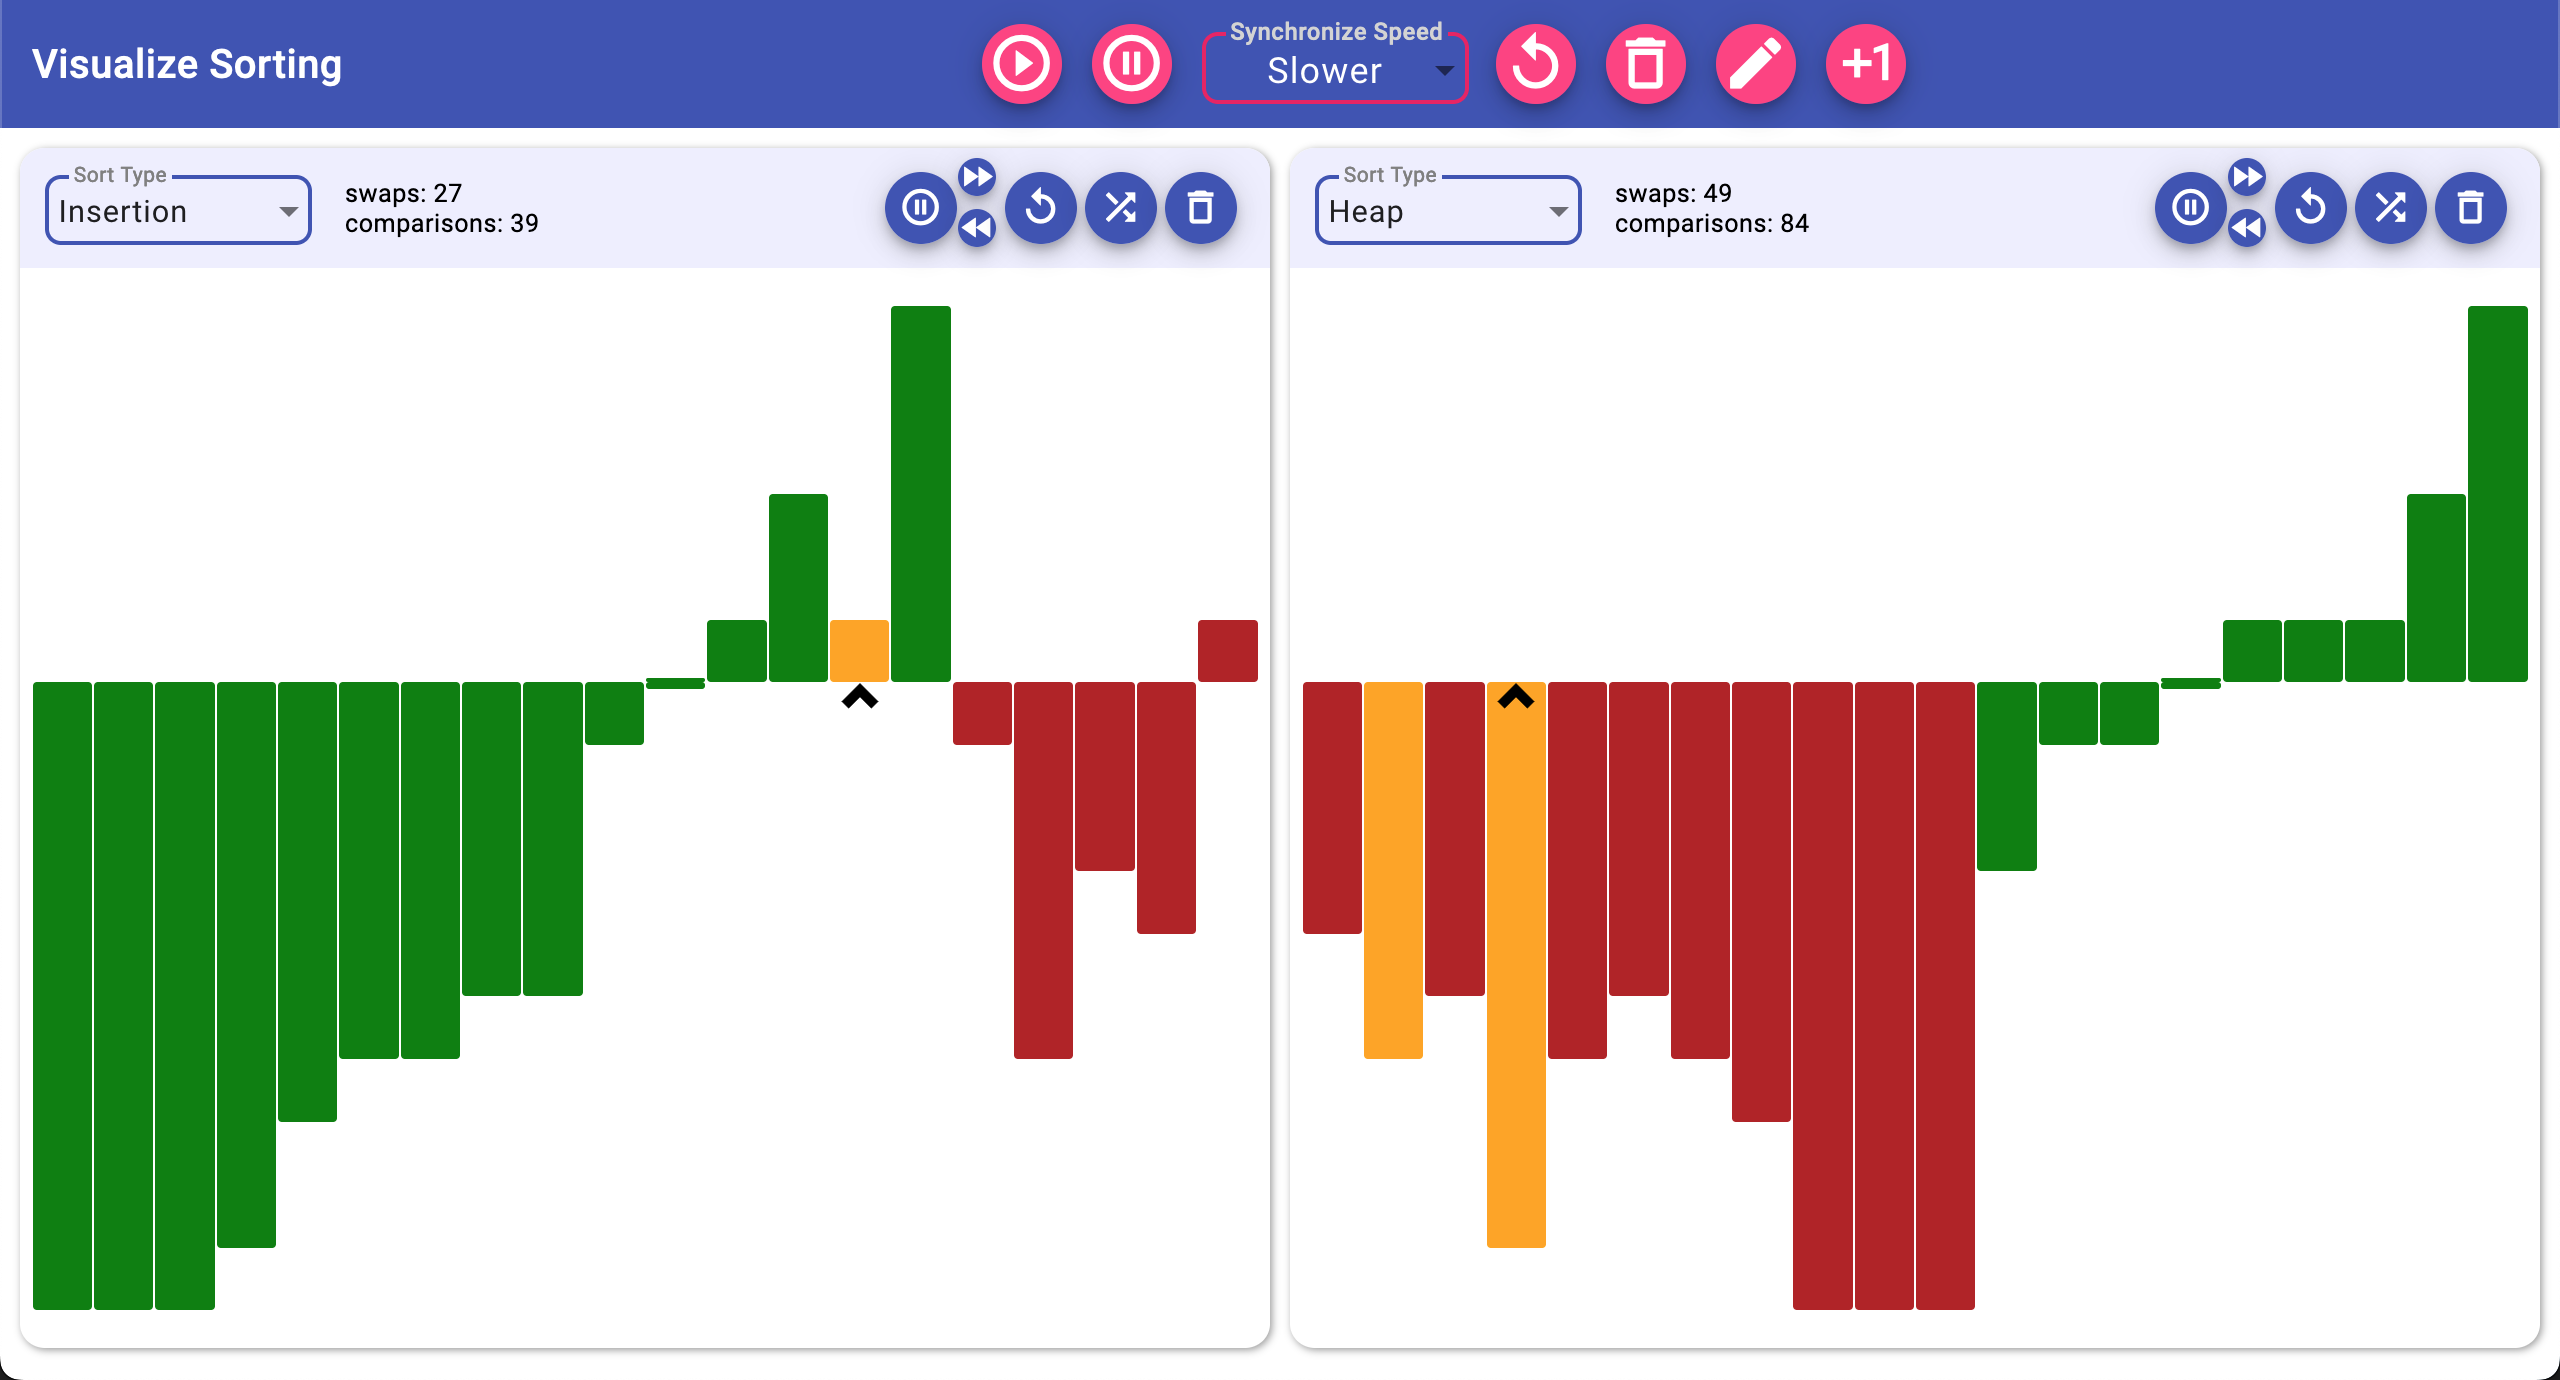 Visualize Sorting
Synchronize Speed
Slower
+1
Sort Type
Insertion
swaps: 27
comparisons: 39
Sort Type
Heap
swaps: 49
comparisons: 84